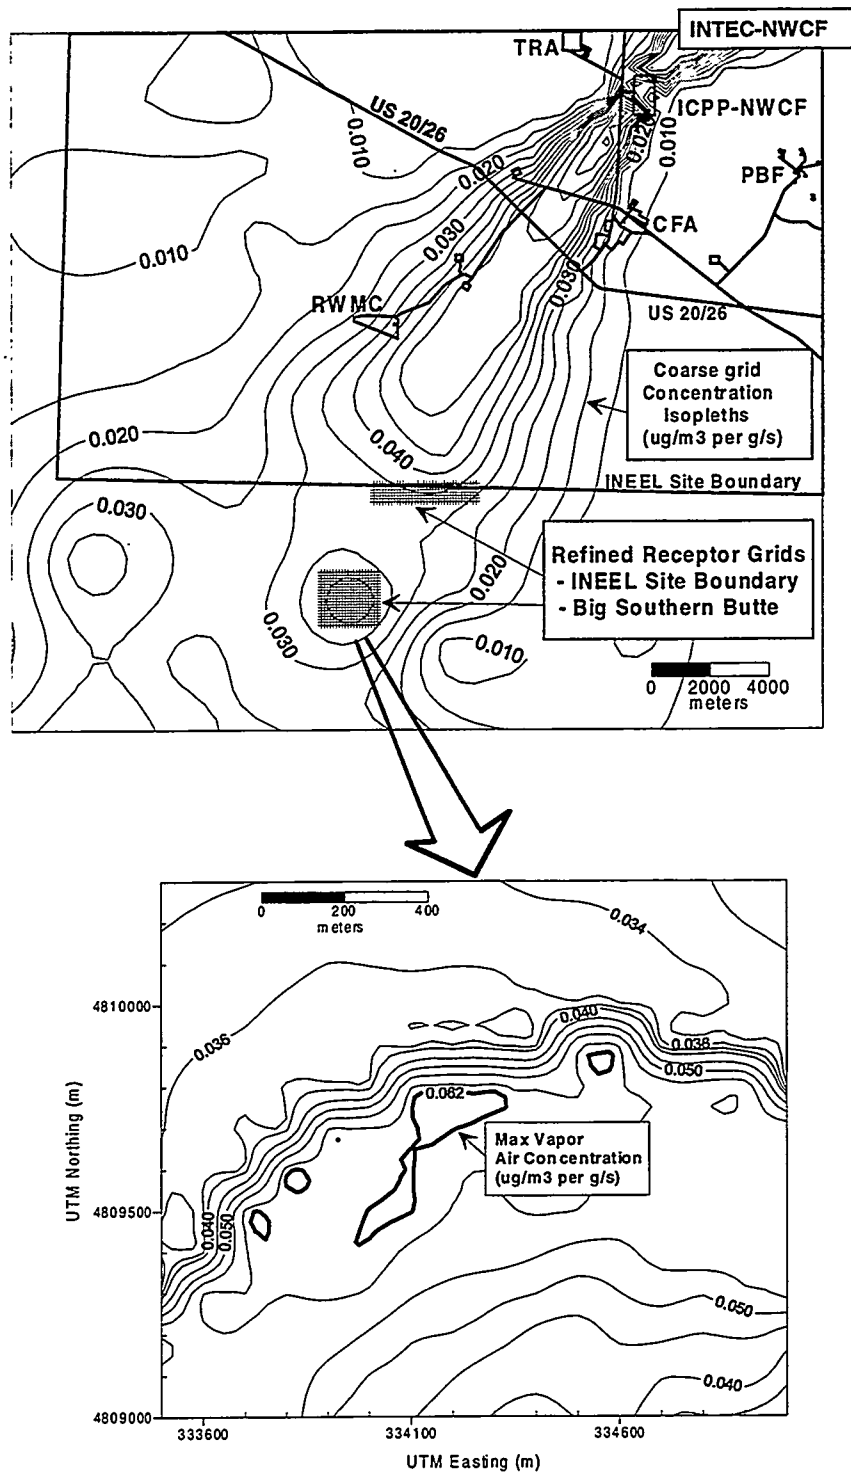 INTEC-NWCF
TRA
US 20/26
ICPP-NWCF
0.010
0.020
0.010
0.020
PBF
0.010
0.030
CFA
0.030
RWMC
US 20/26
Coarse grid
Concentration
Isopleths
(ug/m3 per g/s)
0.020
0.040
INEEL Site Boundary
0.030
Refined Receptor Grids
- INEEL Site Boundary
- Big Southern Butte
0.020
0.030
0.010
0 2000 4000
meters
0 200 400
meters
0.034
4810000
0.040
0.036
0.038
0.050
0.062
Max Vapor
Air Concentration
(ug/m3 per g/s)
UTM Northing (m)
4809500
0.040
0.050
0.050
0.040
4809000
333600 334100 334600
UTM Easting (m)